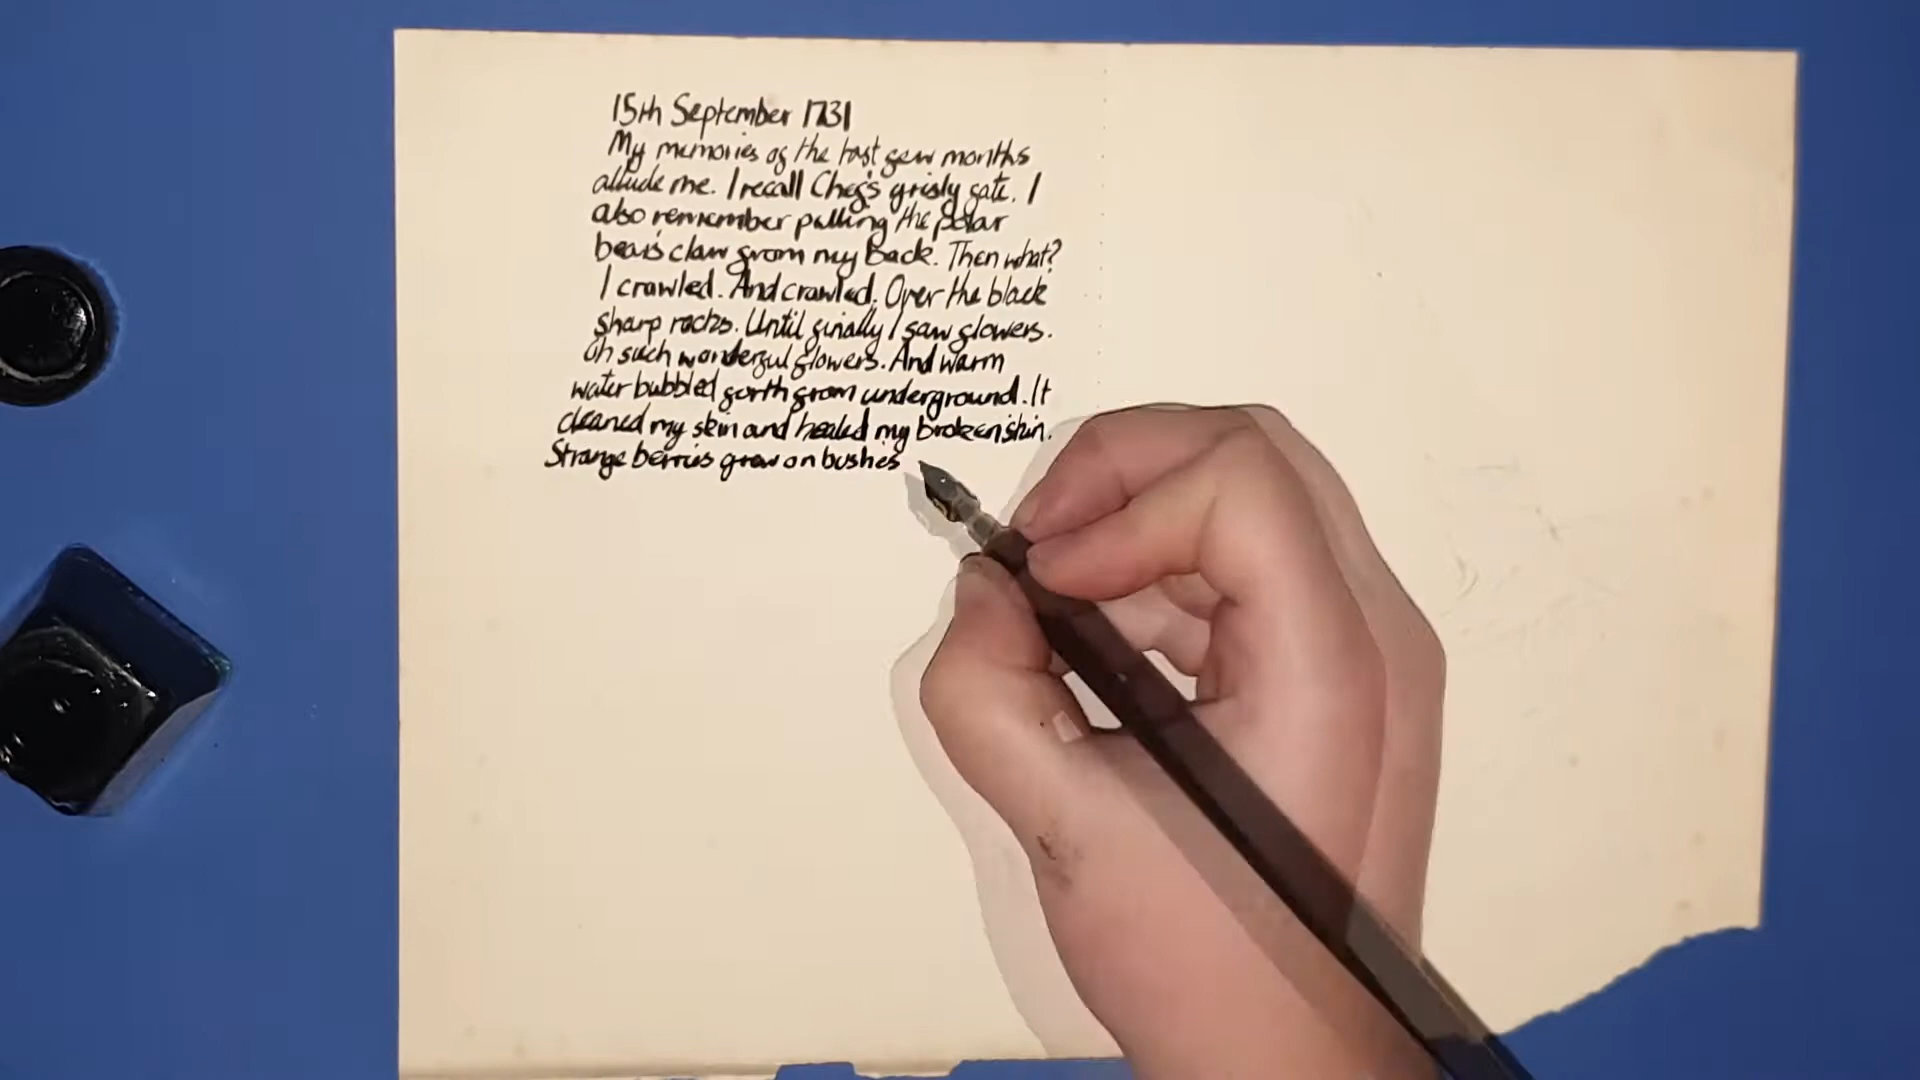 15th September 1731
My memories of the last few months
allude me. I recall Chef's grisly fate. I
also remember pulling the polar
bear's claw from my back. Then what?
I crawled. And crawled. Over the black
sharp rocks. Until finally I saw flowers.
Oh such wonderful flowers. And warm
water bubbled forth from underground. It
cleaned my skin and healed my broken shin.
Strange berries grew on bushes